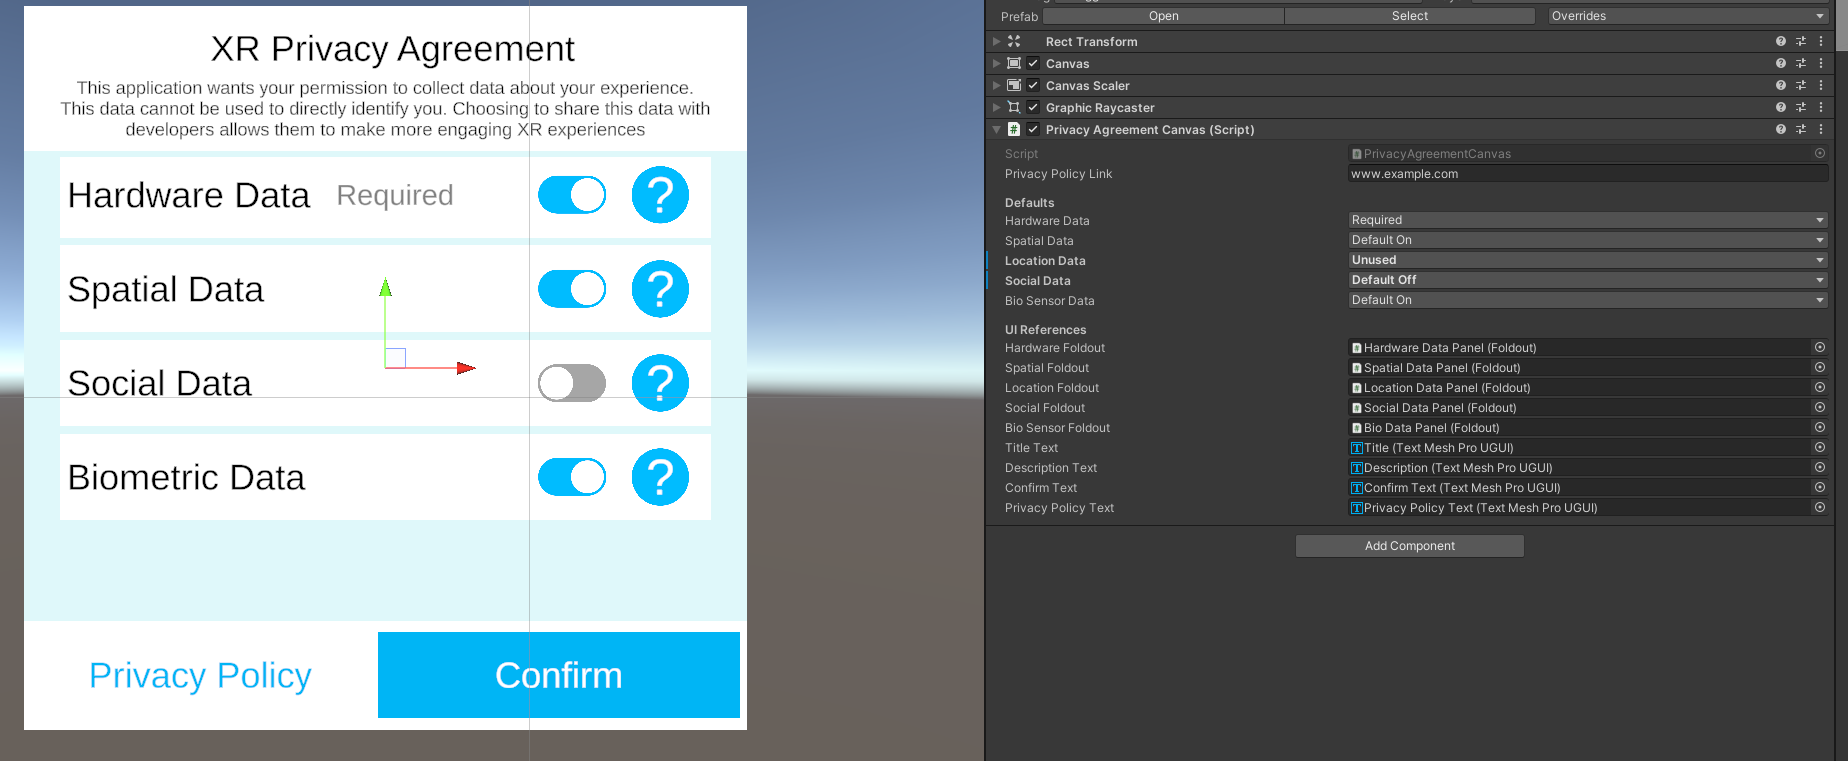 XR Privacy Agreement
This application wants your permission to collect data about your experience.
This data cannot be used to directly identify you. Choosing to share this data with
developers allows them to make more engaging XR experiences
Hardware Data Required
?
Spatial Data
?
Social Data
?
Biometric Data
?
Privacy Policy
Confirm
Prefab Open Select Overrides
Rect Transform
Canvas
Canvas Scaler
Graphic Raycaster
# Privacy Agreement Canvas (Script)
Script PrivacyAgreementCanvas
Privacy Policy Link www.example.com
Defaults
Hardware Data Required
Spatial Data Default On
Location Data Unused
Social Data Default Off
Bio Sensor Data Default On
UI References
Hardware Foldout Hardware Data Panel (Foldout)
Spatial Foldout Spatial Data Panel (Foldout)
Location Foldout Location Data Panel (Foldout)
Social Foldout Social Data Panel (Foldout)
Bio Sensor Foldout Bio Data Panel (Foldout)
Title Text Title (Text Mesh Pro UGUI)
Description Text Description (Text Mesh Pro UGUI)
Confirm Text Confirm Text (Text Mesh Pro UGUI)
Privacy Policy Text Privacy Policy Text (Text Mesh Pro UGUI)
Add Component